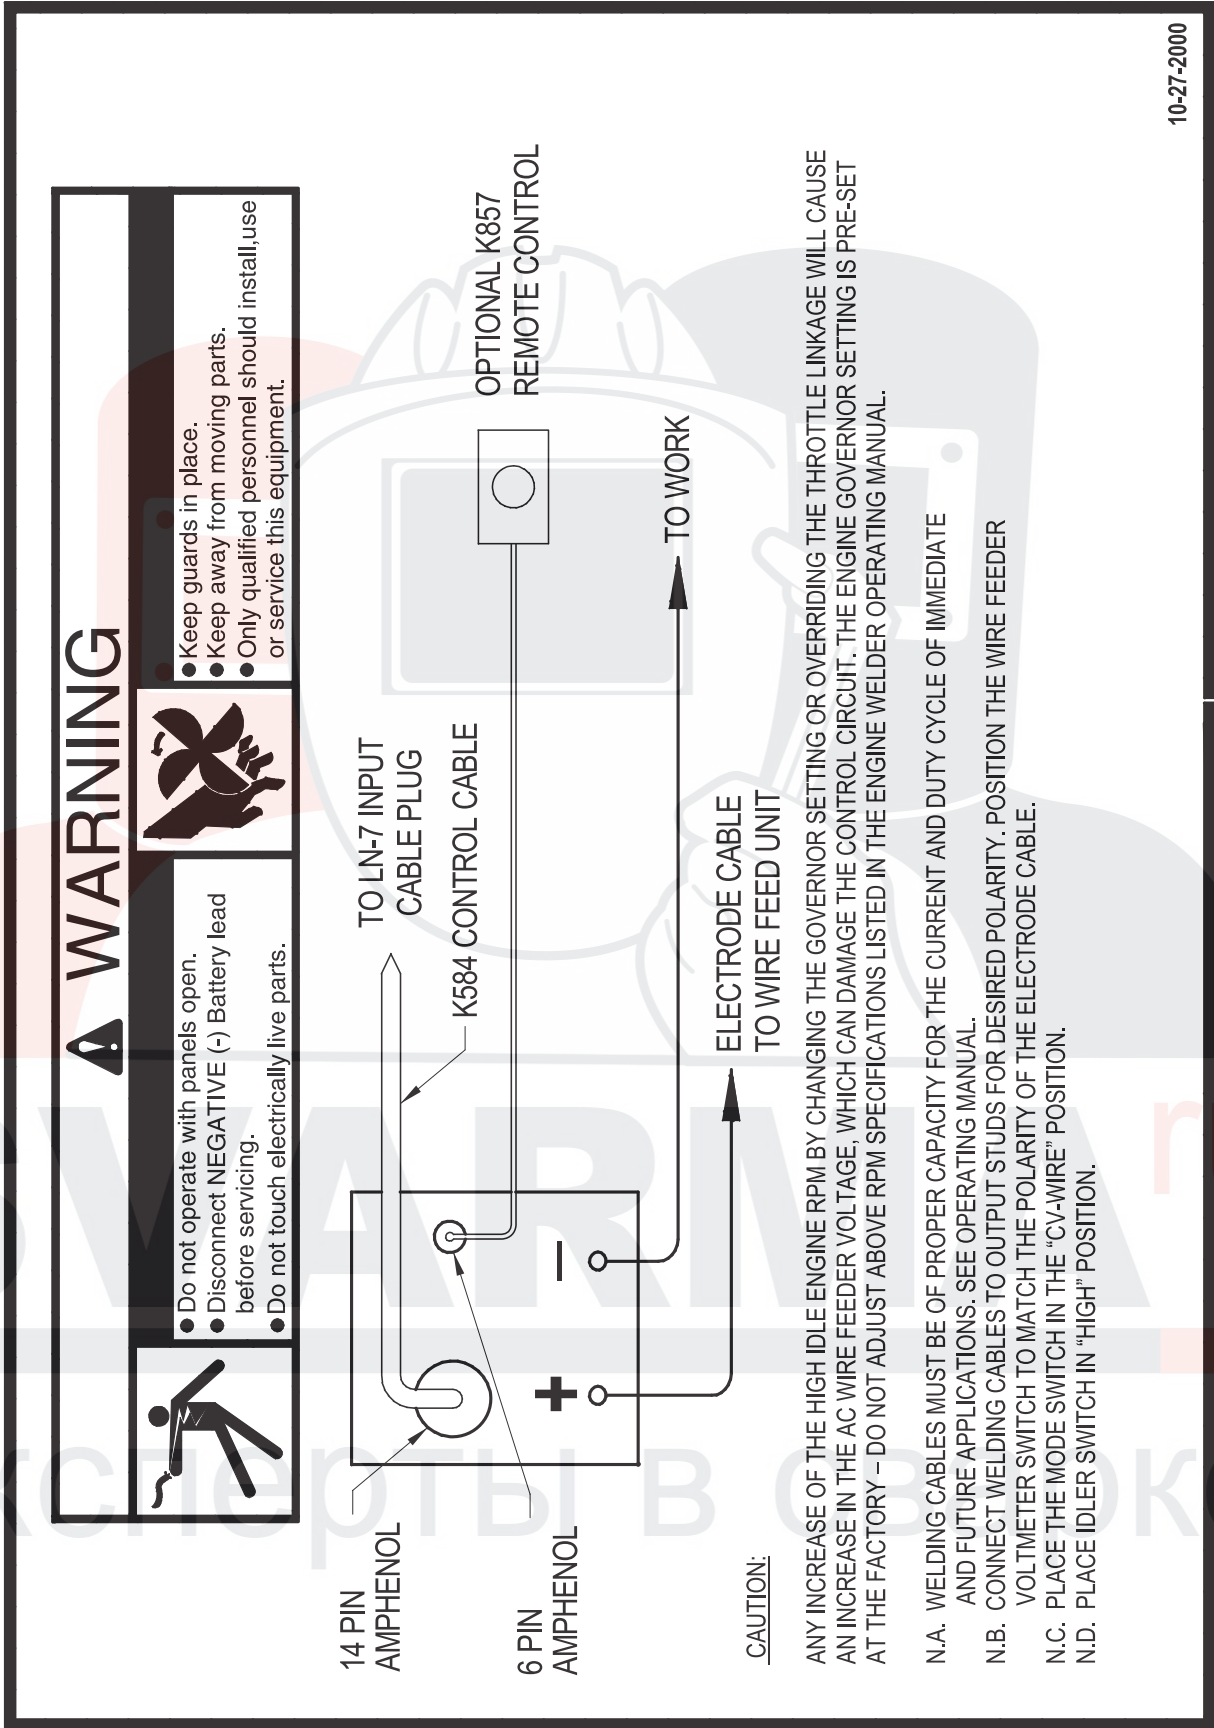 WARNING
Do not operate with panels open.
Disconnect NEGATIVE (-) Battery lead
before servicing.
Do not touch electrically live parts.
Keep guards in place.
Keep away from moving parts.
Only qualified personnel should install,use
or service this equipment.
14 PIN
AMPHENOL
6 PIN
AMPHENOL
TO LN-7 INPUT
CABLE PLUG
K584 CONTROL CABLE
OPTIONAL K857
REMOTE CONTROL
+
–
TO WORK
ELECTRODE CABLE
TO WIRE FEED UNIT
CAUTION:
ANY INCREASE OF THE HIGH IDLE ENGINE RPM BY CHANGING THE GOVERNOR SETTING OR OVERRIDING THE THROTTLE LINKAGE WILL CAUSE
AN INCREASE IN THE AC WIRE FEEDER VOLTAGE, WHICH CAN DAMAGE THE CONTROL CIRCUIT. THE ENGINE GOVERNOR SETTING IS PRE-SET
AT THE FACTORY – DO NOT ADJUST ABOVE RPM SPECIFICATIONS LISTED IN THE ENGINE WELDER OPERATING MANUAL.
N.A. WELDING CABLES MUST BE OF PROPER CAPACITY FOR THE CURRENT AND DUTY CYCLE OF IMMEDIATE
AND FUTURE APPLICATIONS. SEE OPERATING MANUAL.
N.B. CONNECT WELDING CABLES TO OUTPUT STUDS FOR DESIRED POLARITY. POSITION THE WIRE FEEDER
VOLTMETER SWITCH TO MATCH THE POLARITY OF THE ELECTRODE CABLE.
N.C. PLACE THE MODE SWITCH IN THE "CV-WIRE" POSITION.
N.D. PLACE IDLER SWITCH IN "HIGH" POSITION.
10-27-2000
SVARMA r
ксперты в сварк